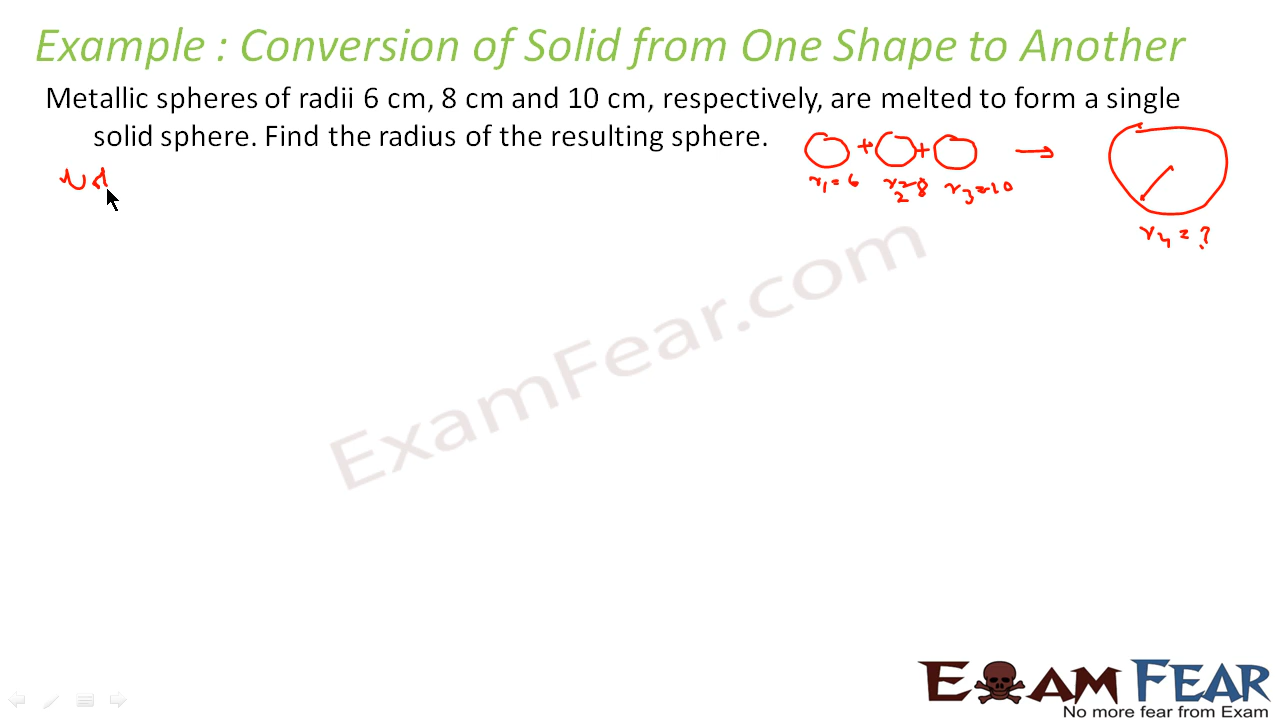 Example : Conversion of Solid from One Shape to Another
Metallic spheres of radii 6 cm, 8 cm and 10 cm, respectively, are melted to form a single
solid sphere. Find the radius of the resulting sphere.
+ + →
r₁ = 6 r₂ = 8 r₃ = 10
r₄ = ?
ExamFear.com
EXAM FEAR
No more fear from Exam